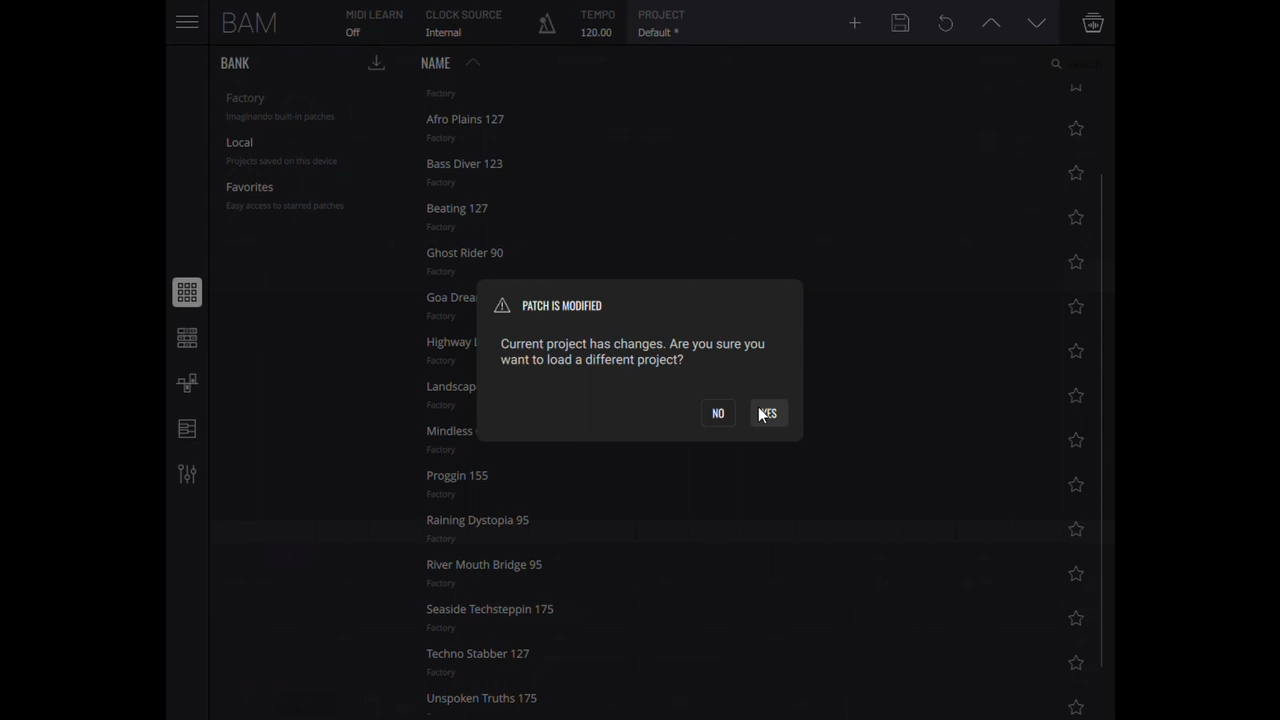 BAM
MIDI LEARN
Off
CLOCK SOURCE
Internal
TEMPO
120.00
PROJECT
Default *
BANK
NAME
Factory
Imaginando built-in patches
Local
Projects saved on this device
Favorites
Easy access to starred patches
Factory
Afro Plains 127
Factory
Bass Diver 123
Factory
Beating 127
Factory
Ghost Rider 90
Factory
Goa Drea
Factory
Highway L
Factory
Landscap
Factory
Mindless
Factory
Proggin 155
Factory
Raining Dystopia 95
Factory
River Mouth Bridge 95
Factory
Seaside Techsteppin 175
Factory
Techno Stabber 127
Factory
Unspoken Truths 175
PATCH IS MODIFIED
Current project has changes. Are you sure you
want to load a different project?
NO
YES